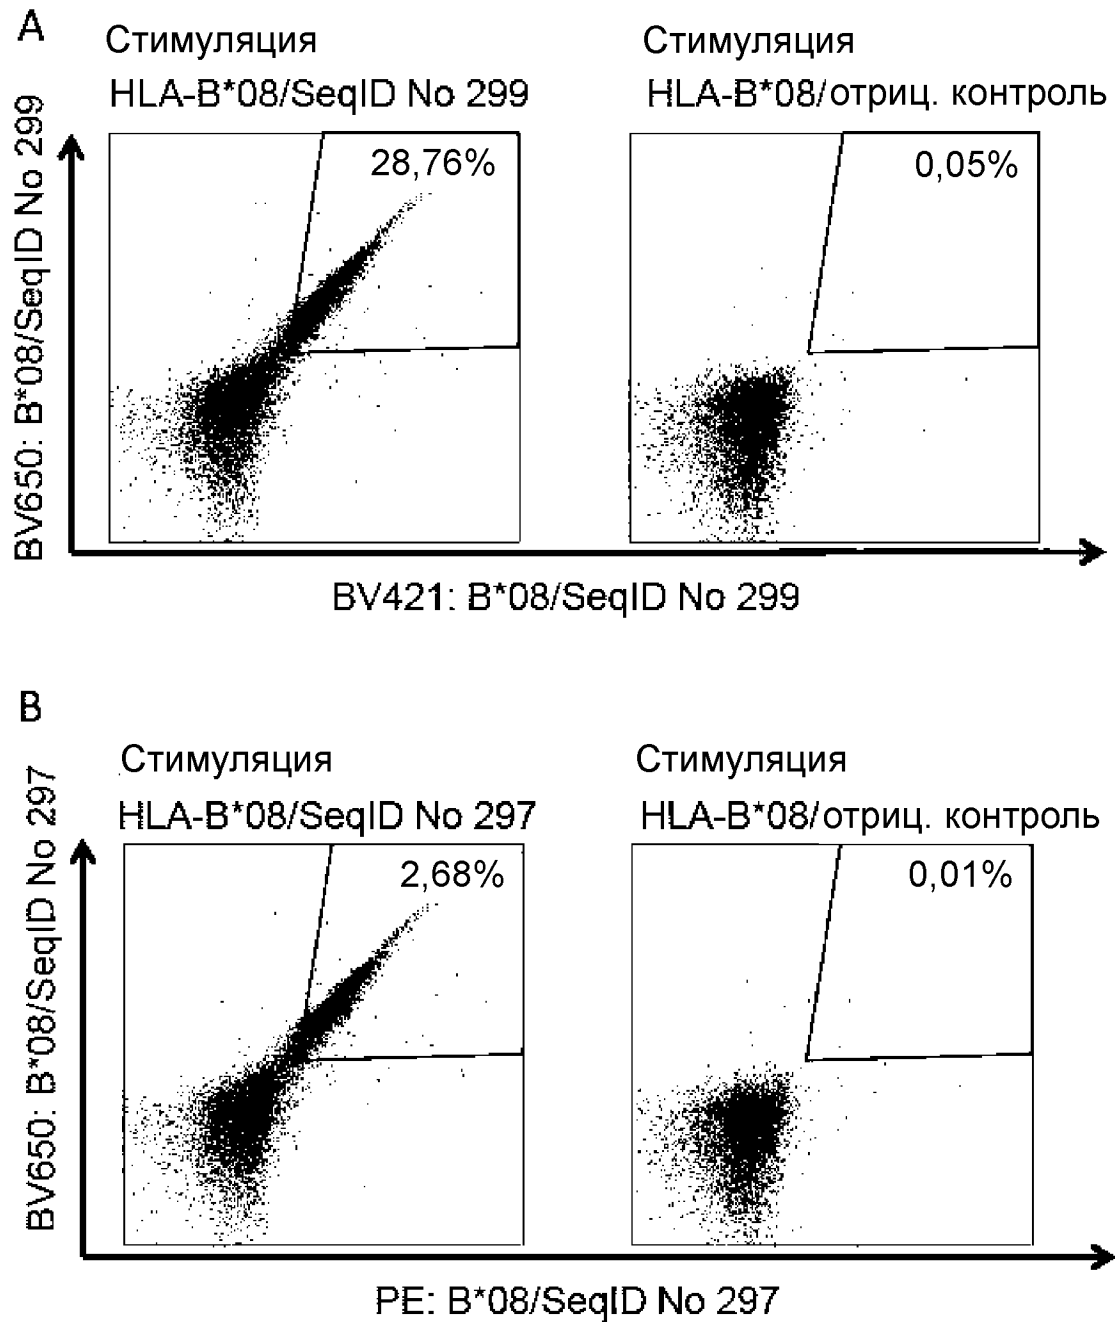 A
Стимуляция
HLA-B*08/SeqID No 299
Стимуляция
HLA-B*08/отриц. контроль
BV650: B*08/SeqID No 299
28,76%
0,05%
BV421: B*08/SeqID No 299
B
Стимуляция
HLA-B*08/SeqID No 297
Стимуляция
HLA-B*08/отриц. контроль
BV650: B*08/SeqID No 297
2,68%
0,01%
PE: B*08/SeqID No 297